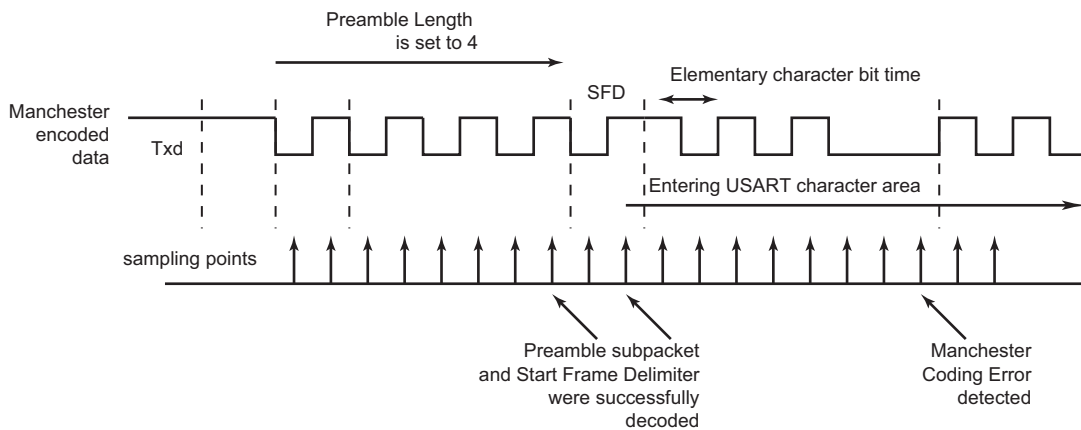 Preamble Length
is set to 4
Elementary character bit time
SFD
Manchester
encoded
data
Txd
Entering USART character area
sampling points
Preamble subpacket
and Start Frame Delimiter
were successfully
decoded
Manchester
Coding Error
detected